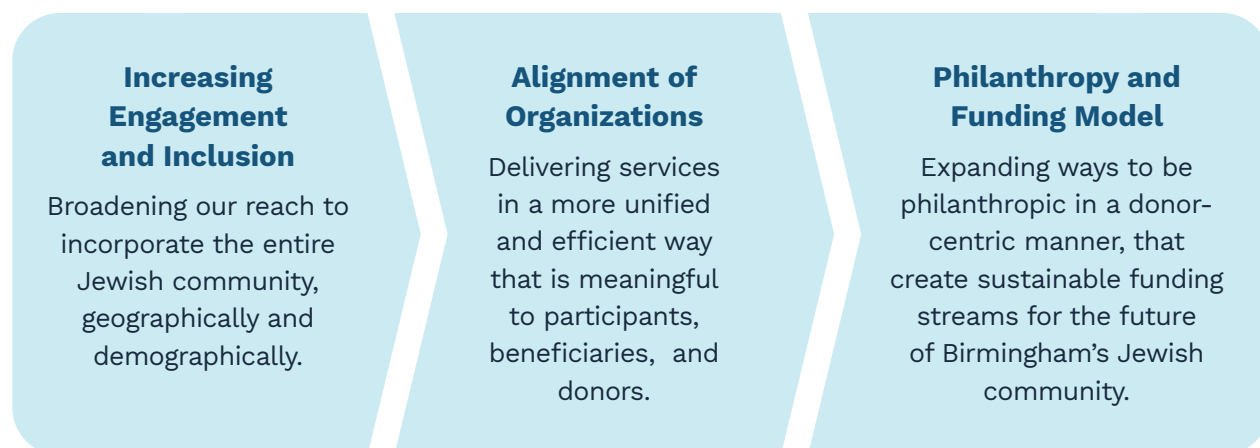 Increasing
Engagement
and Inclusion
Broadening our reach to
incorporate the entire
Jewish community,
geographically and
demographically.
Alignment of
Organizations
Delivering services
in a more unified
and efficient way
that is meaningful
to participants,
beneficiaries,  and
donors.
Philanthropy and
Funding Model
Expanding ways to be
philanthropic in a donor-
centric manner, that
create sustainable funding
streams for the future
of Birmingham’s Jewish
community.